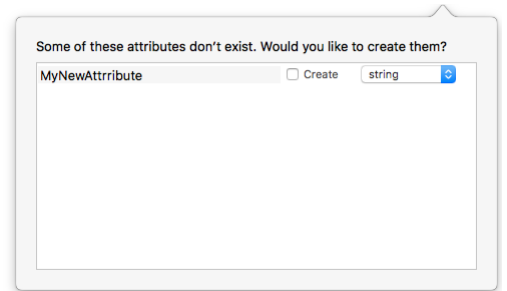 Some of these attributes don't exist. Would you like to create them?
MyNewAttrribute Create string